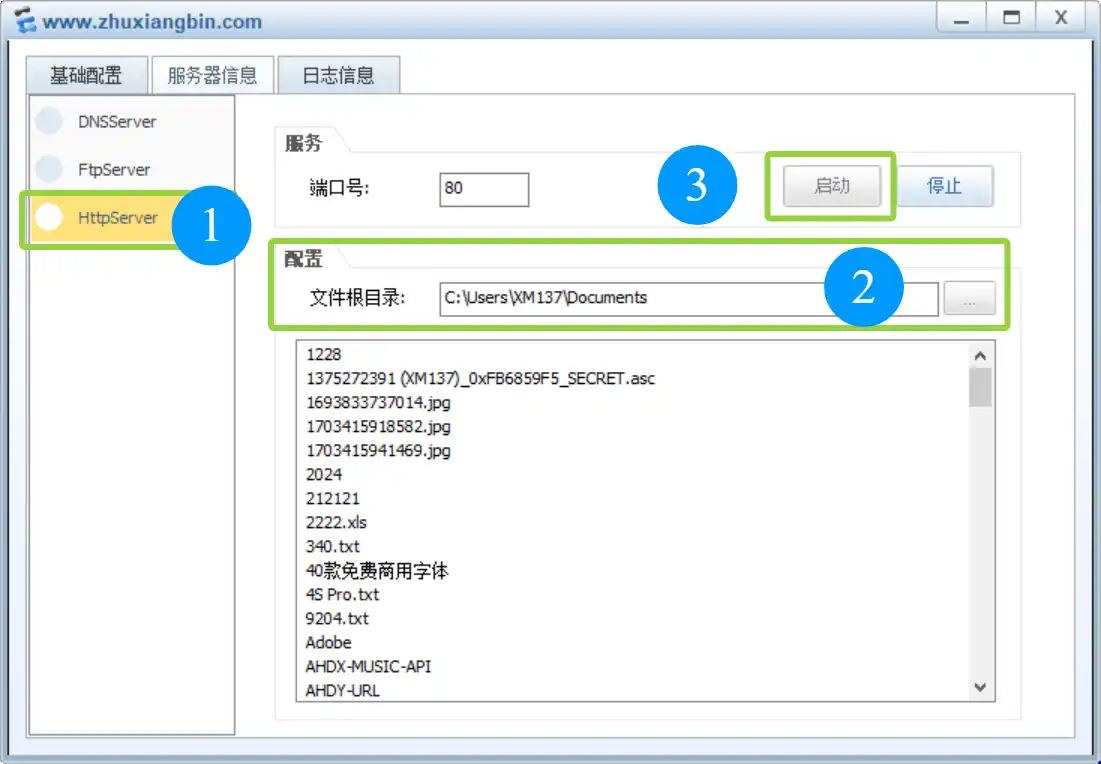 www.zhuxiangbin.com
基础配置 服务器信息 日志信息
DNSServer
FtpServer
HttpServer
1
服务
端口号: 80
3
启动 停止
配置
文件根目录: C:\Users\XM137\Documents
2
...
1228
1375272391 (XM137)_0xFB6859F5_SECRET.asc
1693833737014.jpg
1703415918582.jpg
1703415941469.jpg
2024
212121
2222.xls
340.txt
40款免费商用字体
4S Pro.txt
9204.txt
Adobe
AHDX-MUSIC-API
AHDY-URL